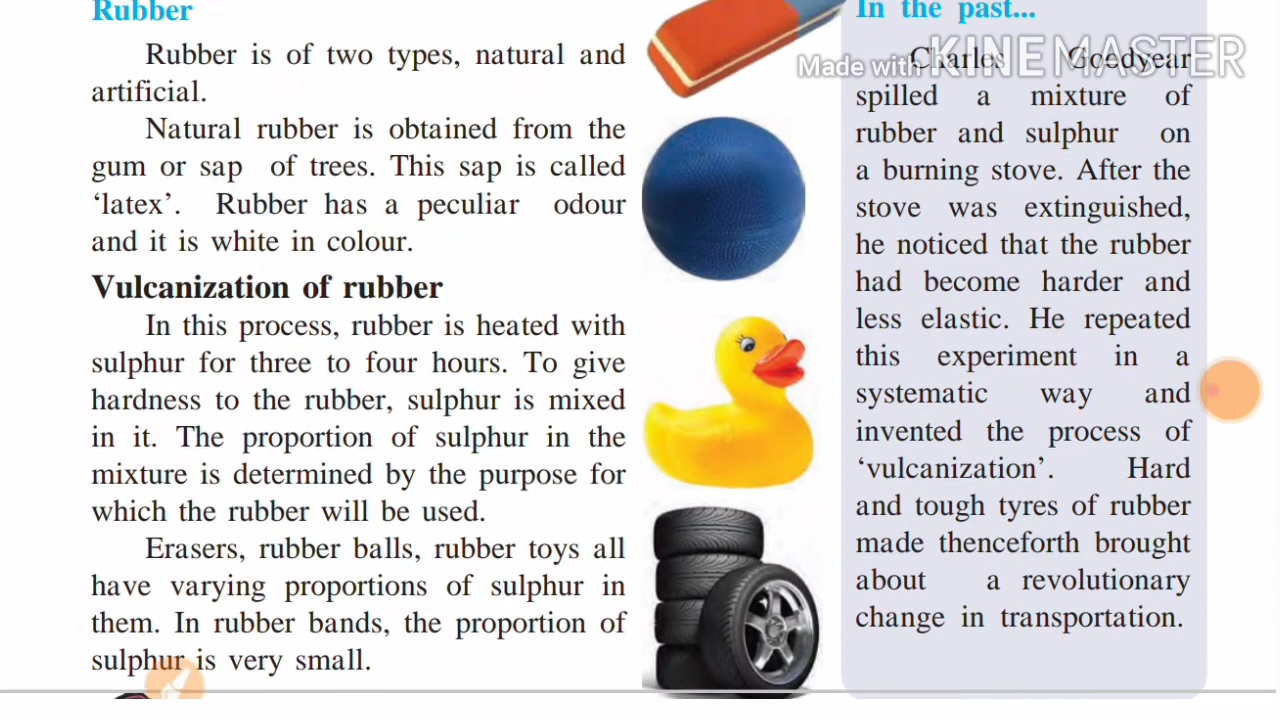 Rubber
Rubber is of two types, natural and
artificial.
Natural rubber is obtained from the
gum or sap of trees. This sap is called
‘latex’. Rubber has a peculiar odour
and it is white in colour.
Vulcanization of rubber
In this process, rubber is heated with
sulphur for three to four hours. To give
hardness to the rubber, sulphur is mixed
in it. The proportion of sulphur in the
mixture is determined by the purpose for
which the rubber will be used.
Erasers, rubber balls, rubber toys all
have varying proportions of sulphur in
them. In rubber bands, the proportion of
sulphur is very small.
In the past...
Charles Goodyear
spilled a mixture of
rubber and sulphur on
a burning stove. After the
stove was extinguished,
he noticed that the rubber
had become harder and
less elastic. He repeated
this experiment in a
systematic way and
invented the process of
‘vulcanization’. Hard
and tough tyres of rubber
made thenceforth brought
about a revolutionary
change in transportation.
Made with KINEMASTER